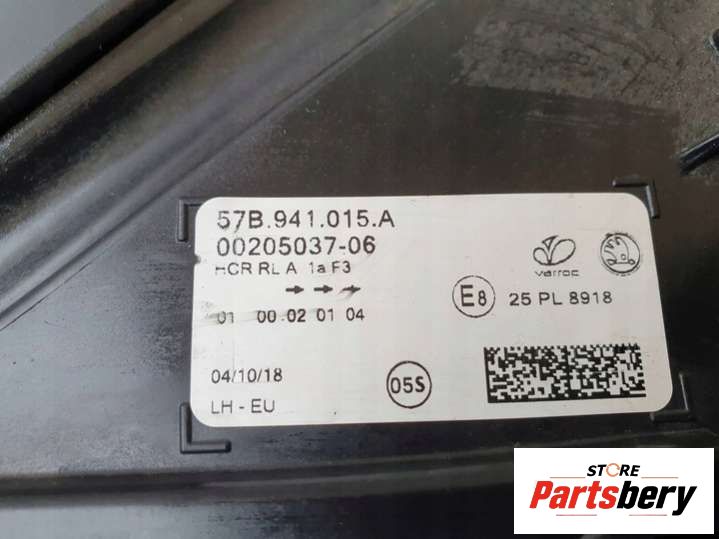 57B.941.015.A
00205037-06
HCR RL A 1a F3
01 00 02 01 04
varroc
E8 25 PL 8918
04/10/18
05S
LH - EU
STORE
Partsbery